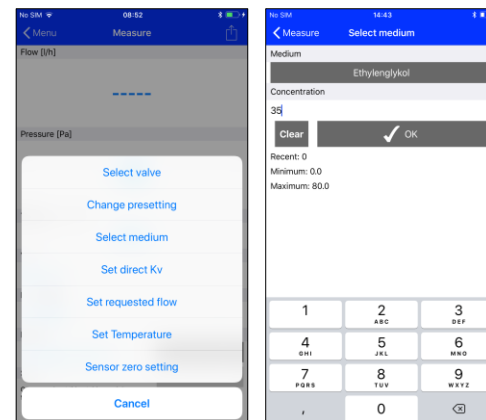 No SIM 08:52
Menu Measure
Flow [l/h]
-----
Pressure [Pa]
Select valve
Change presetting
Select medium
Set direct Kv
Set requested flow
Set Temperature
Sensor zero setting
Cancel
No SIM 14:43
Measure Select medium
Medium
Ethylenglykol
Concentration
35
Clear OK
Recent: 0
Minimum: 0.0
Maximum: 80.0
1 2 3
ABC DEF
4 5 6
GHI JKL MNO
7 8 9
PQRS TUV WXYZ
, 0